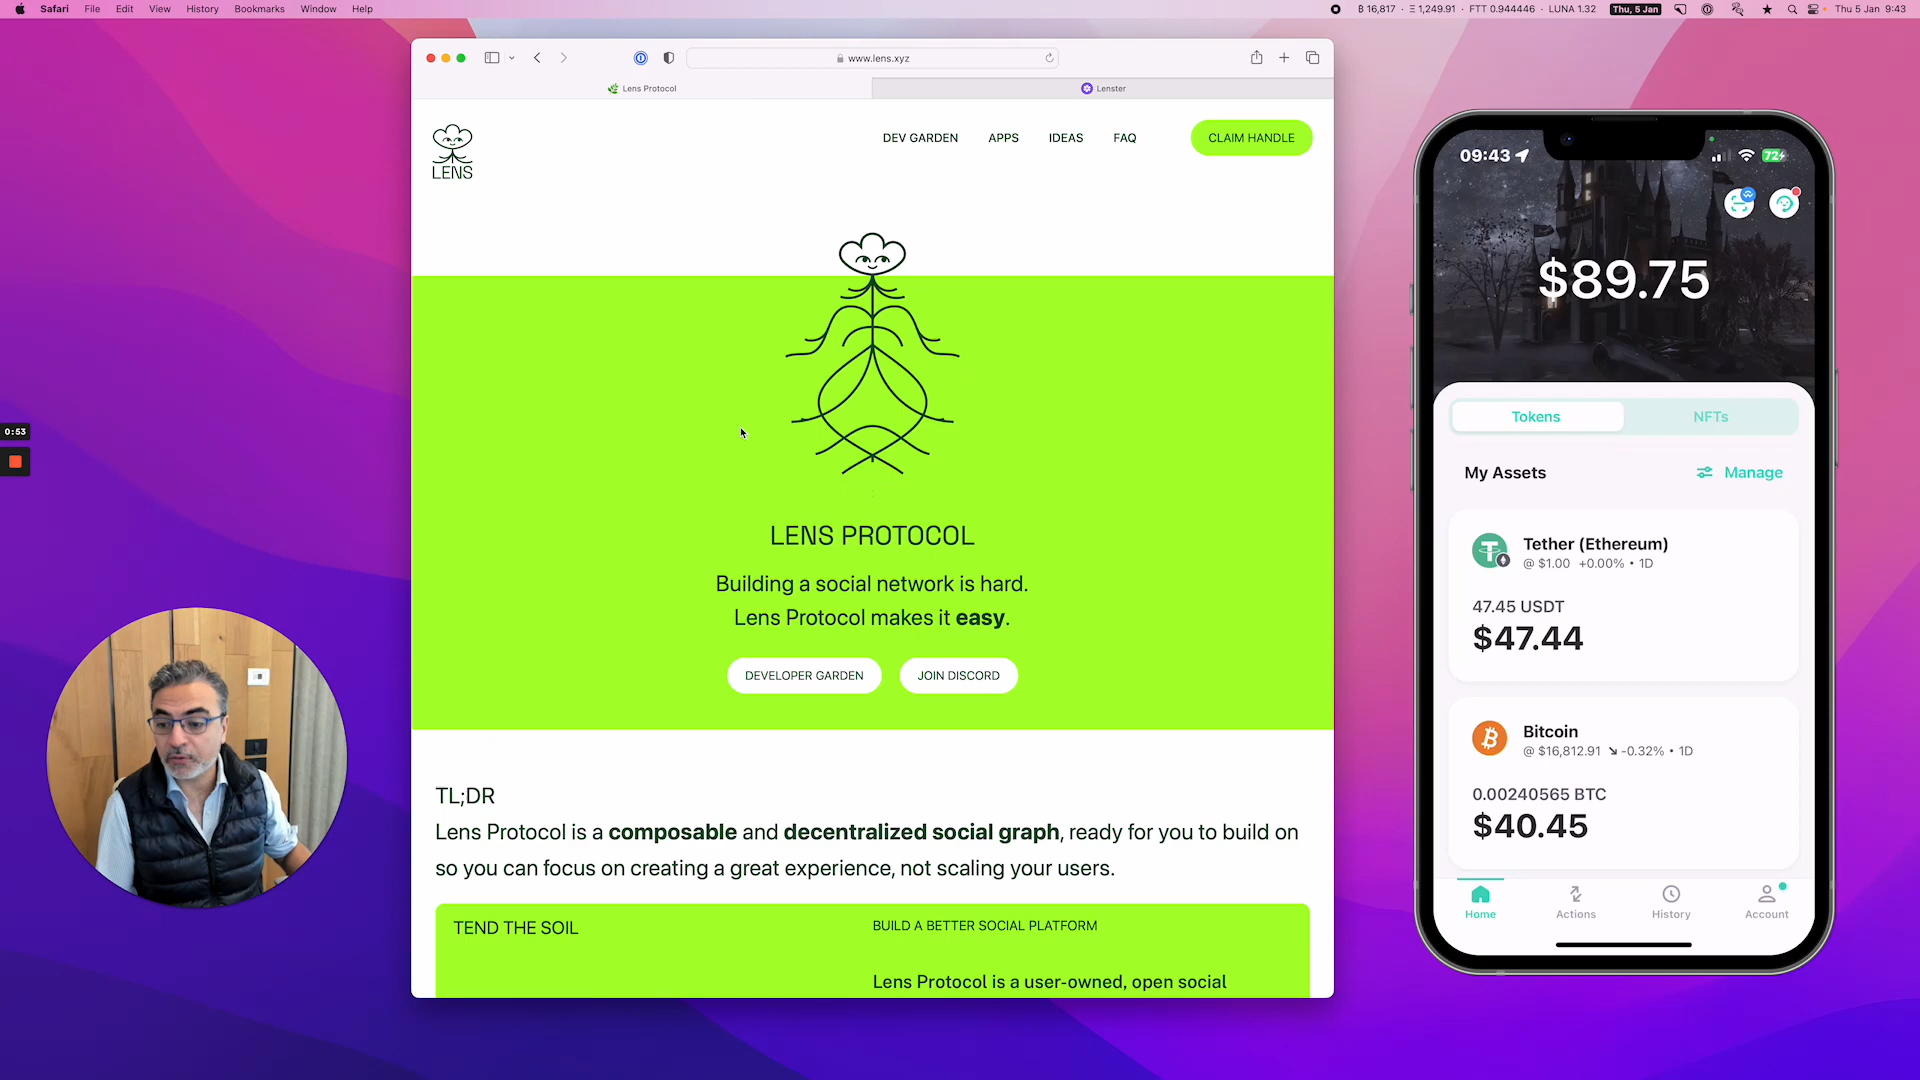 Safari File Edit View History Bookmarks Window Help
₿ 16,817 · Ξ 1,249.91 · FTT 0.944446 · LUNA 1.32 Thu, 5 Jan Thu 5 Jan 9:43
www.lens.xyz
Lens Protocol
Lenster
LENS
DEV GARDEN APPS IDEAS FAQ CLAIM HANDLE
LENS PROTOCOL
Building a social network is hard.
Lens Protocol makes it easy.
DEVELOPER GARDEN JOIN DISCORD
TL;DR
Lens Protocol is a composable and decentralized social graph, ready for you to build on
so you can focus on creating a great experience, not scaling your users.
TEND THE SOIL
BUILD A BETTER SOCIAL PLATFORM
Lens Protocol is a user-owned, open social
0:53
09:43
72
$89.75
Tokens NFTs
My Assets Manage
Tether (Ethereum)
@ $1.00 +0.00% • 1D
47.45 USDT
$47.44
Bitcoin
@ $16,812.91 ↘ -0.32% • 1D
0.00240565 BTC
$40.45
Home Actions History Account